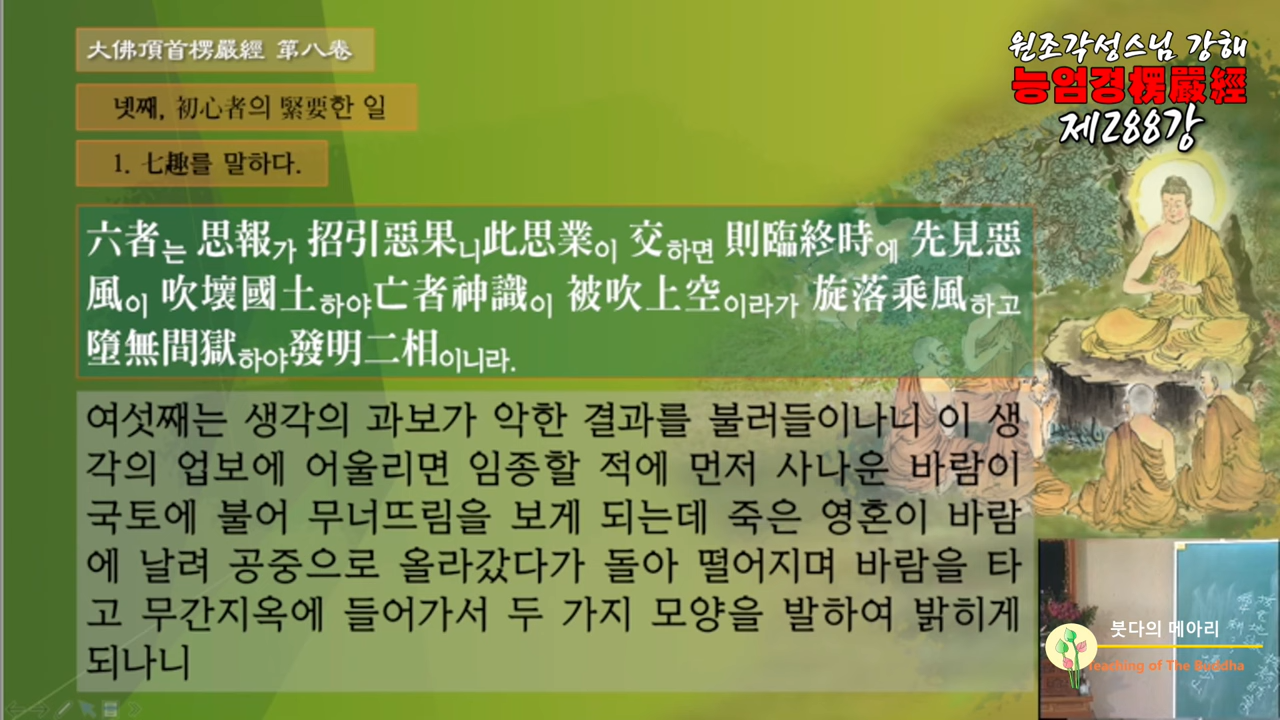 大佛頂首楞嚴經 第八卷
넷째, 初心者의 緊要한 일
1. 七趣를 말하다.
원조각성스님 강해
능엄경楞嚴經
제288강
六者는 思報가 招引惡果니此思業이 交하면 則臨終時에 先見惡
風이 吹壞國土하야亡者神識이 被吹上空이라가 旋落乘風하고
墮無間獄하야發明二相이니라.
여섯째는 생각의 과보가 악한 결과를 불러들이나니 이 생
각의 업보에 어울리면 임종할 적에 먼저 사나운 바람이
국토에 불어 무너뜨림을 보게 되는데 죽은 영혼이 바람
에 날려 공중으로 올라갔다가 돌아 떨어지며 바람을 타
고 무간지옥에 들어가서 두 가지 모양을 발하여 밝히게
되나니
붓다의 메아리
Teaching of The Buddha